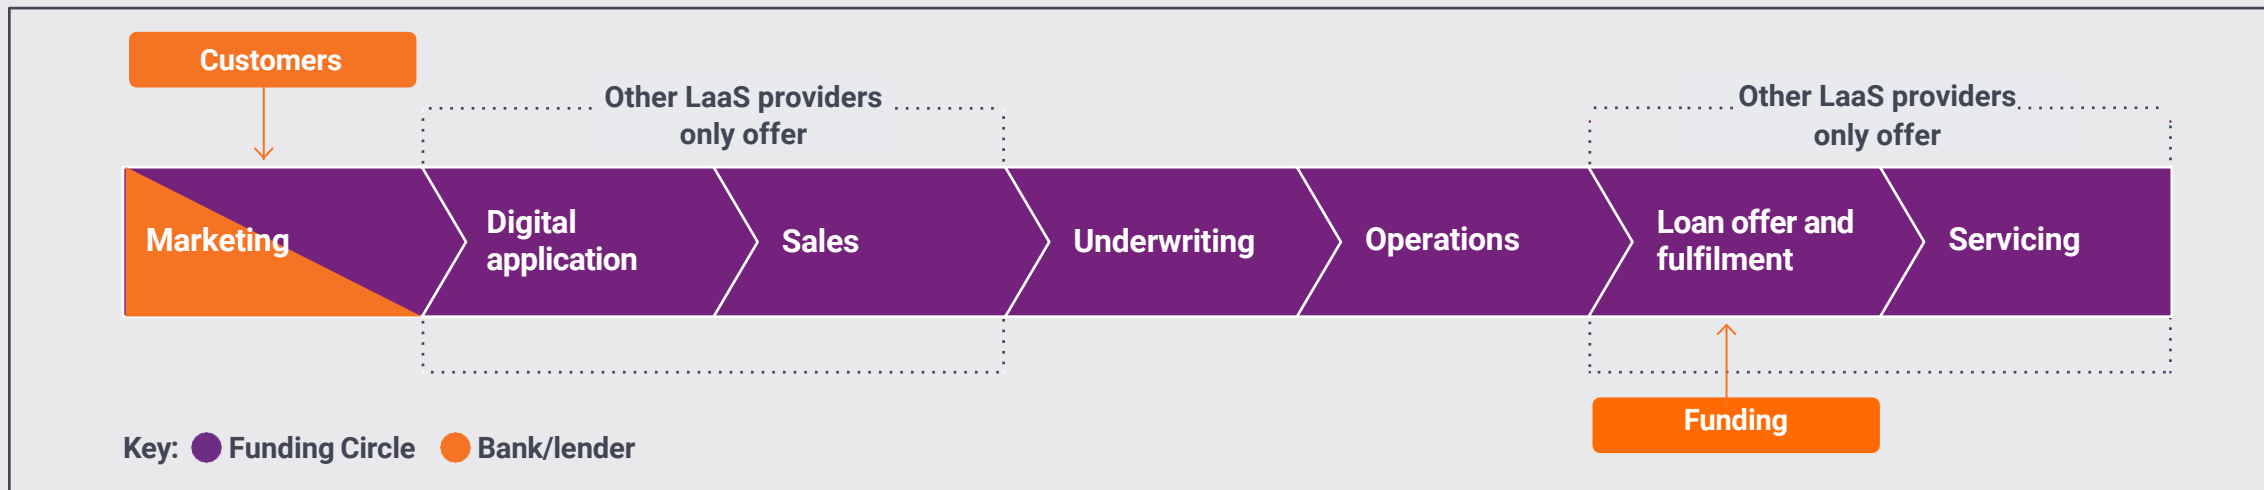 Customers
Other LaaS providers
only offer
Other LaaS providers
only offer
Marketing
Digital
application
Sales
Underwriting
Operations
Loan offer and
fulfilment
Servicing
Funding
Key: Funding Circle Bank/lender